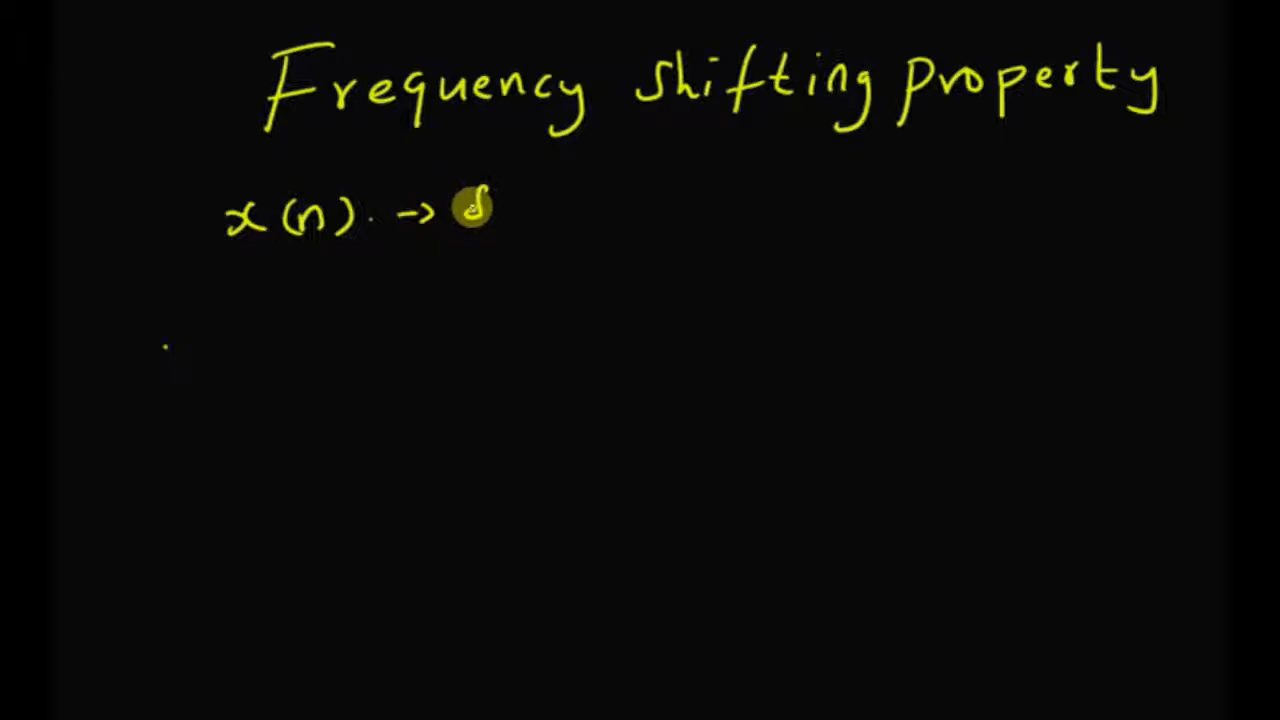 Frequency shifting property
x(n). →